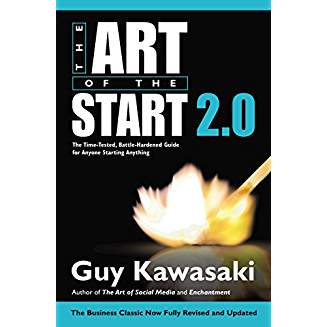 THE
ART
OF THE
START 2.0
The Time-Tested, Battle-Hardened Guide
for Anyone Starting Anything
Guy Kawasaki
Author of The Art of Social Media and Enchantment
The Business Classic Now Fully Revised and Updated